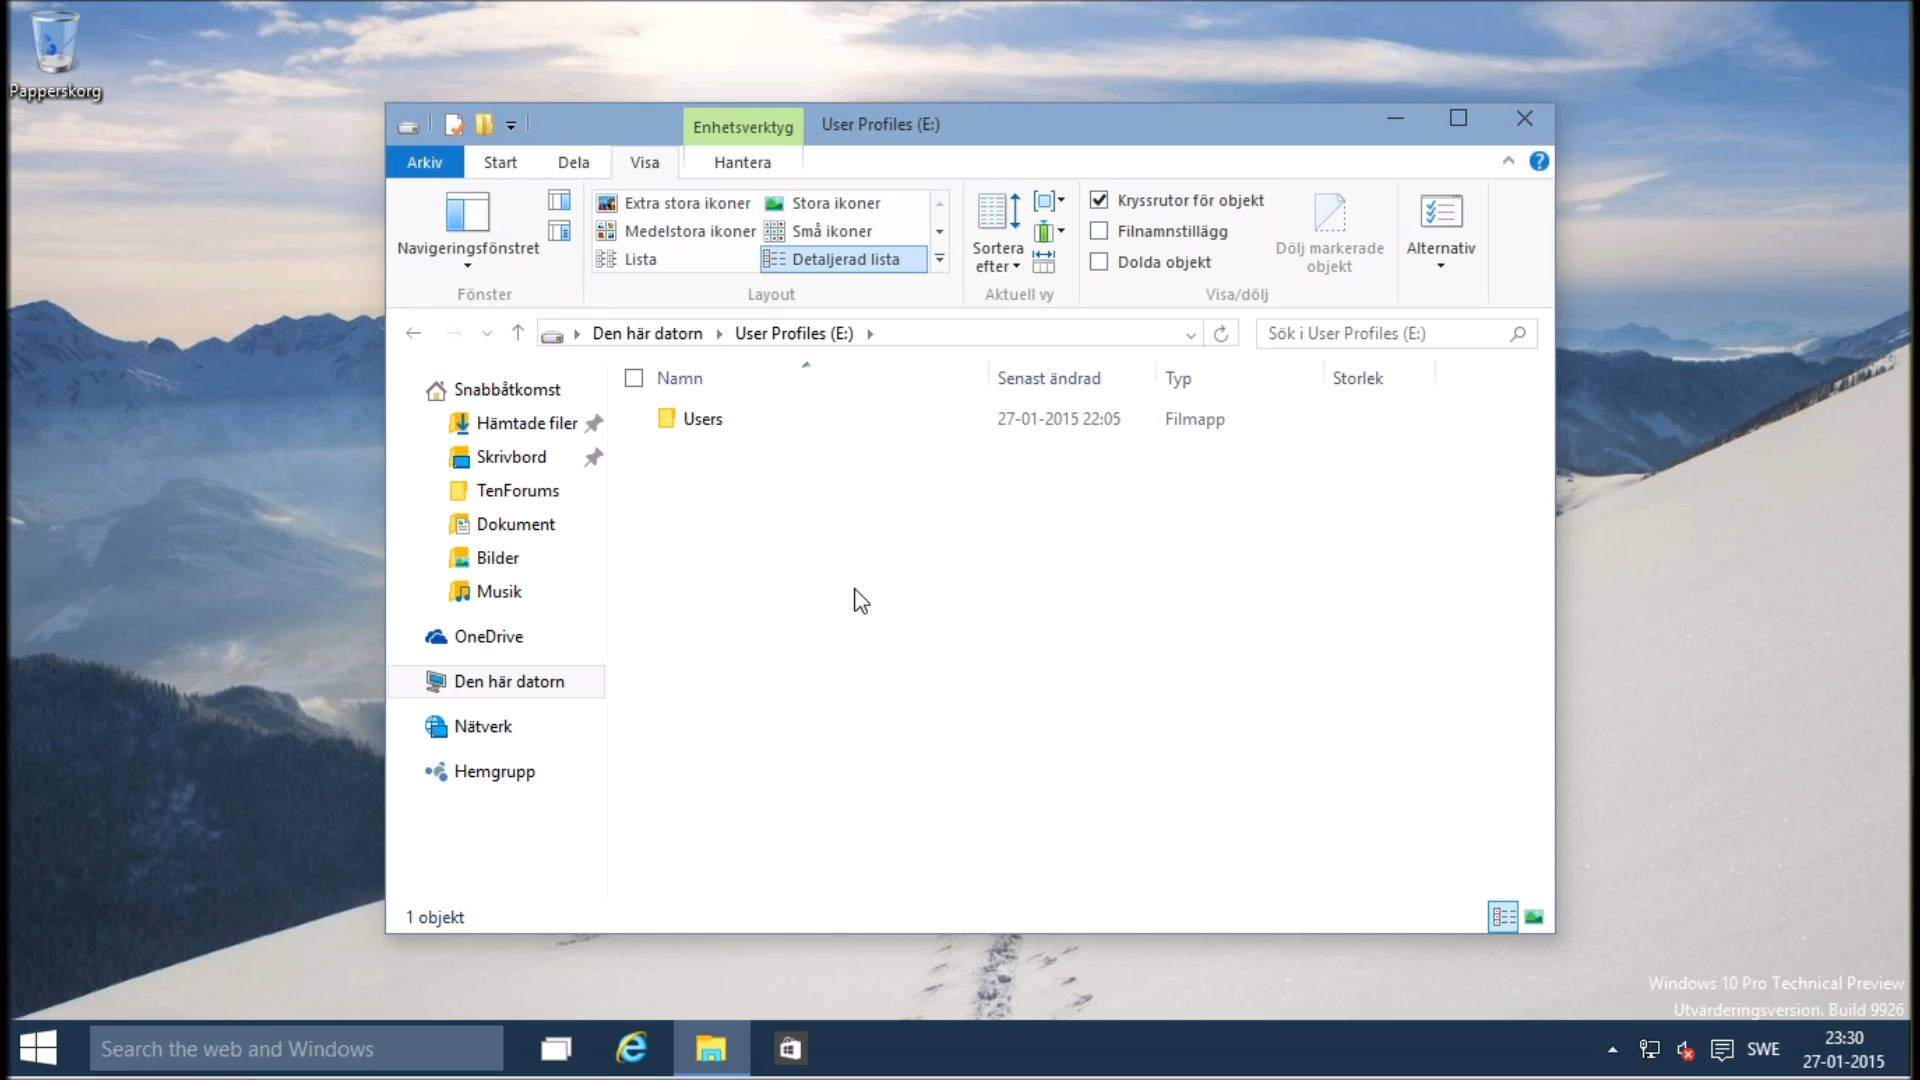 Papperskorg
Enhetsverktyg
User Profiles (E:)
Arkiv
Start
Dela
Visa
Hantera
Navigeringsfönstret
Fönster
Extra stora ikoner
Stora ikoner
Medelstora ikoner
Små ikoner
Lista
Detaljerad lista
Layout
Sortera
efter
Aktuell vy
Kryssrutor för objekt
Filnamnstillägg
Dolda objekt
Dölj markerade
objekt
Visa/dölj
Alternativ
Den här datorn
User Profiles (E:)
Sök i User Profiles (E:)
Snabbåtkomst
Hämtade filer
Skrivbord
TenForums
Dokument
Bilder
Musik
OneDrive
Den här datorn
Nätverk
Hemgrupp
Namn
Senast ändrad
Typ
Storlek
Users
27-01-2015 22:05
Filmapp
1 objekt
Windows 10 Pro Technical Preview
Utvärderingsversion. Build 9926
Search the web and Windows
SWE
23:30
27-01-2015